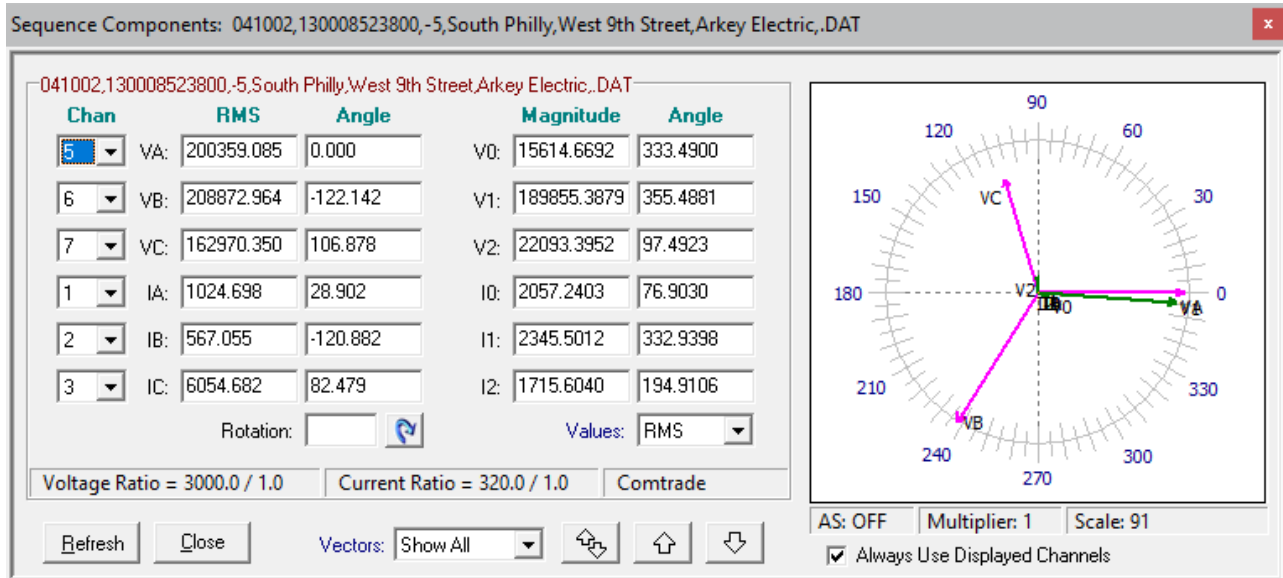 Sequence Components: 041002,130008523800,-5,South Philly,West 9th Street,Arkey Electric,.DAT
x
041002,130008523800,-5,South Philly,West 9th Street,Arkey Electric,.DAT
Chan RMS Angle Magnitude Angle
5 VA: 200359.085 0.000 V0: 15614.6692 333.4900
6 VB: 208872.964 -122.142 V1: 189855.3879 355.4881
7 VC: 162970.350 106.878 V2: 22093.3952 97.4923
1 IA: 1024.698 28.902 I0: 2057.2403 76.9030
2 IB: 567.055 -120.882 I1: 2345.5012 332.9398
3 IC: 6054.682 82.479 I2: 1715.6040 194.9106
Rotation: Values: RMS
Voltage Ratio = 3000.0 / 1.0 Current Ratio = 320.0 / 1.0 Comtrade
Refresh Close Vectors: Show All
90
120 60
150 VC 30
180 V2 0
VA
210 330
VB
240 300
270
AS: OFF Multiplier: 1 Scale: 91
Always Use Displayed Channels